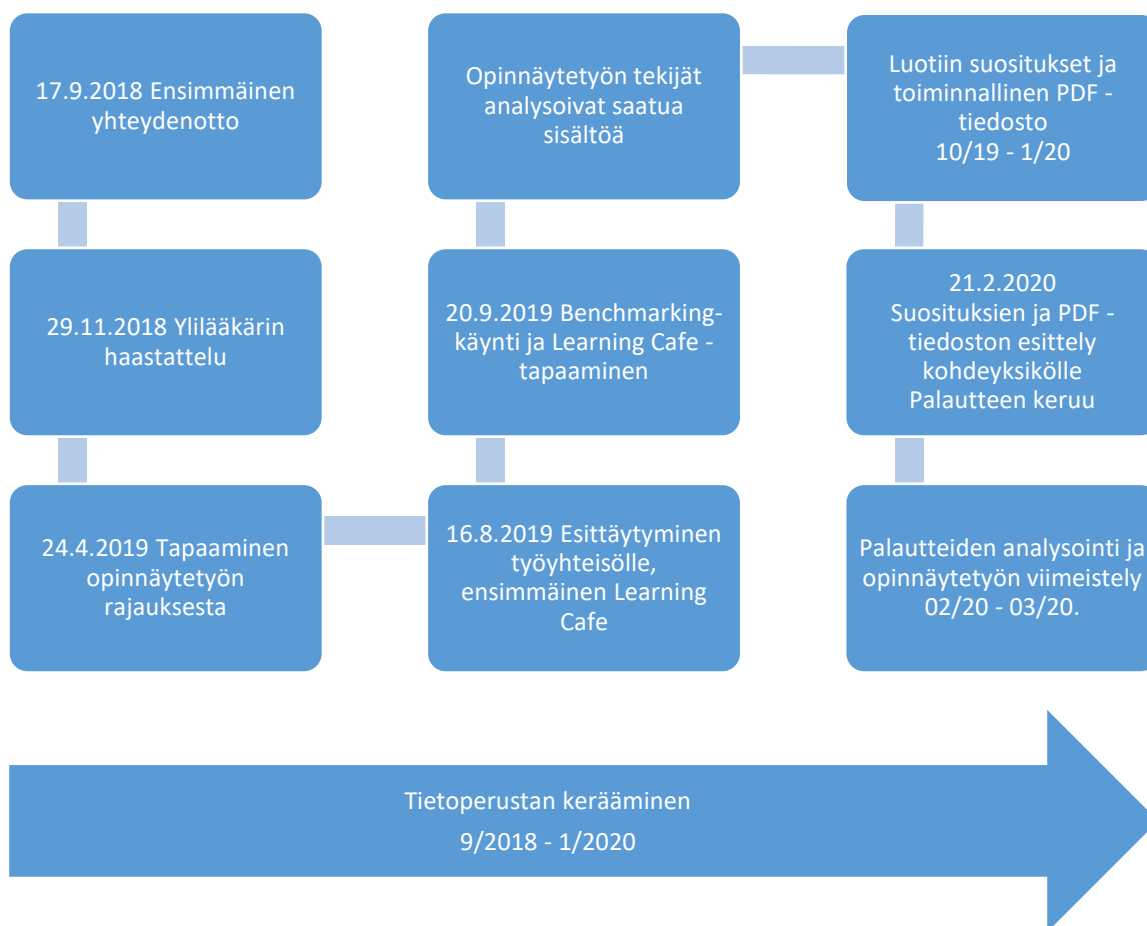 17.9.2018 Ensimmäinen
yhteydenotto
29.11.2018 Ylilääkärin
haastattelu
24.4.2019 Tapaaminen
opinnäytetyön
rajauksesta
16.8.2019 Esittäytyminen
työyhteisölle,
ensimmäinen Learning
Cafe
20.9.2019 Benchmarking-
käynti ja Learning Cafe -
tapaaminen
Opinnäytetyön tekijät
analysoivat saatua
sisältöä
Luotiin suositukset ja
toiminnallinen PDF -
tiedosto
10/19 - 1/20
21.2.2020
Suosituksien ja PDF -
tiedoston esittely
kohdeyksikölle
Palautteen keruu
Palautteiden analysointi ja
opinnäytetyön viimeistely
02/20 - 03/20.
Tietoperustan kerääminen
9/2018 - 1/2020